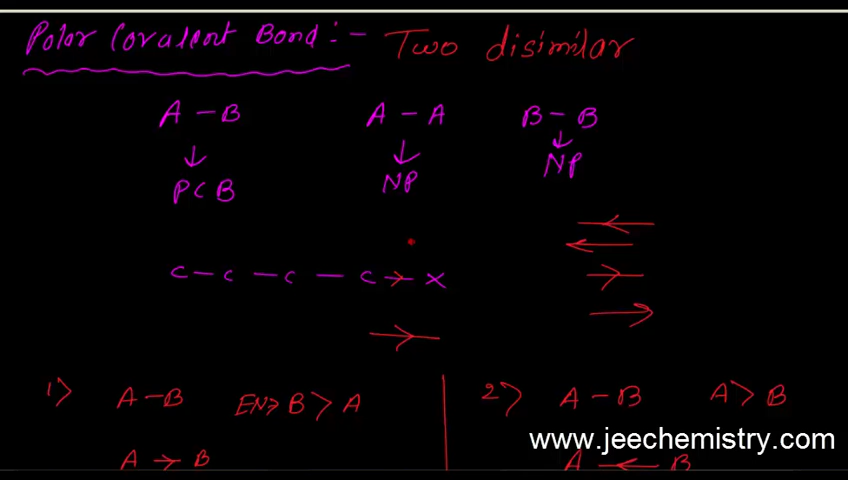 Polar Covalent Bond :- Two disimilar
A - B A - A B - B
↓ ↓ ↓
PCB NP NP
C - C - C - C → X
1) A - B EN → B > A 2) A - B A > B
www.jeechemistry.com
A → B A ← B